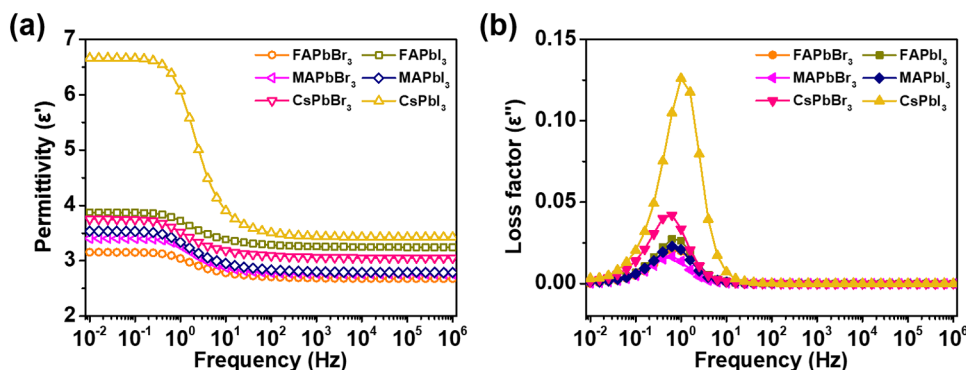 (a)
Permittivity (ε')
7
6
5
4
3
2
FAPbBr₃ FAPbI₃
MAPbBr₃ MAPbI₃
CsPbBr₃ CsPbI₃
10⁻² 10⁻¹ 10⁰ 10¹ 10² 10³ 10⁴ 10⁵ 10⁶
Frequency (Hz)
(b)
Loss factor (ε'')
0.15
0.10
0.05
0.00
FAPbBr₃ FAPbI₃
MAPbBr₃ MAPbI₃
CsPbBr₃ CsPbI₃
10⁻² 10⁻¹ 10⁰ 10¹ 10² 10³ 10⁴ 10⁵ 10⁶
Frequency (Hz)